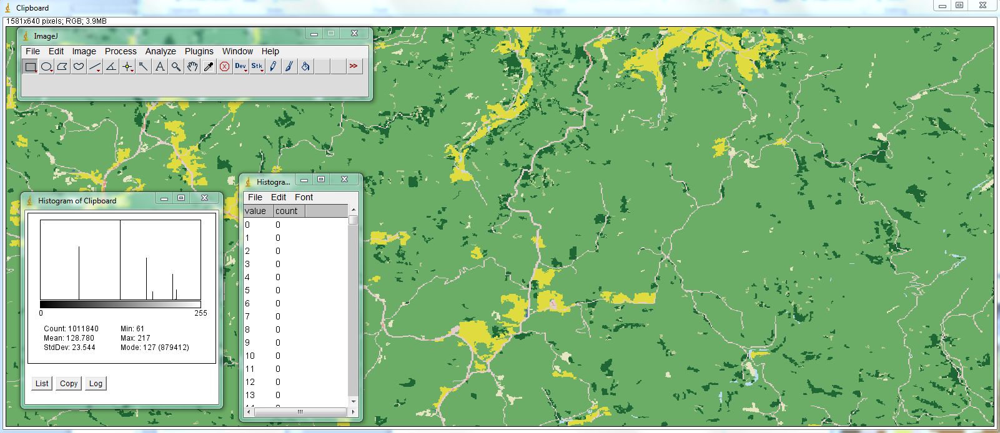 Clipboard
1581x640 pixels; RGB; 3.9MB
ImageJ
File Edit Image Process Analyze Plugins Window Help
A Dev Stk >>
Histogram of Clipboard
0 255
Count: 1011840 Min: 61
Mean: 128.780 Max: 217
StdDev: 23.544 Mode: 127 (879412)
List Copy Log
Histogra...
File Edit Font
value count
0 0
1 0
2 0
3 0
4 0
5 0
6 0
7 0
8 0
9 0
10 0
11 0
12 0
13 0